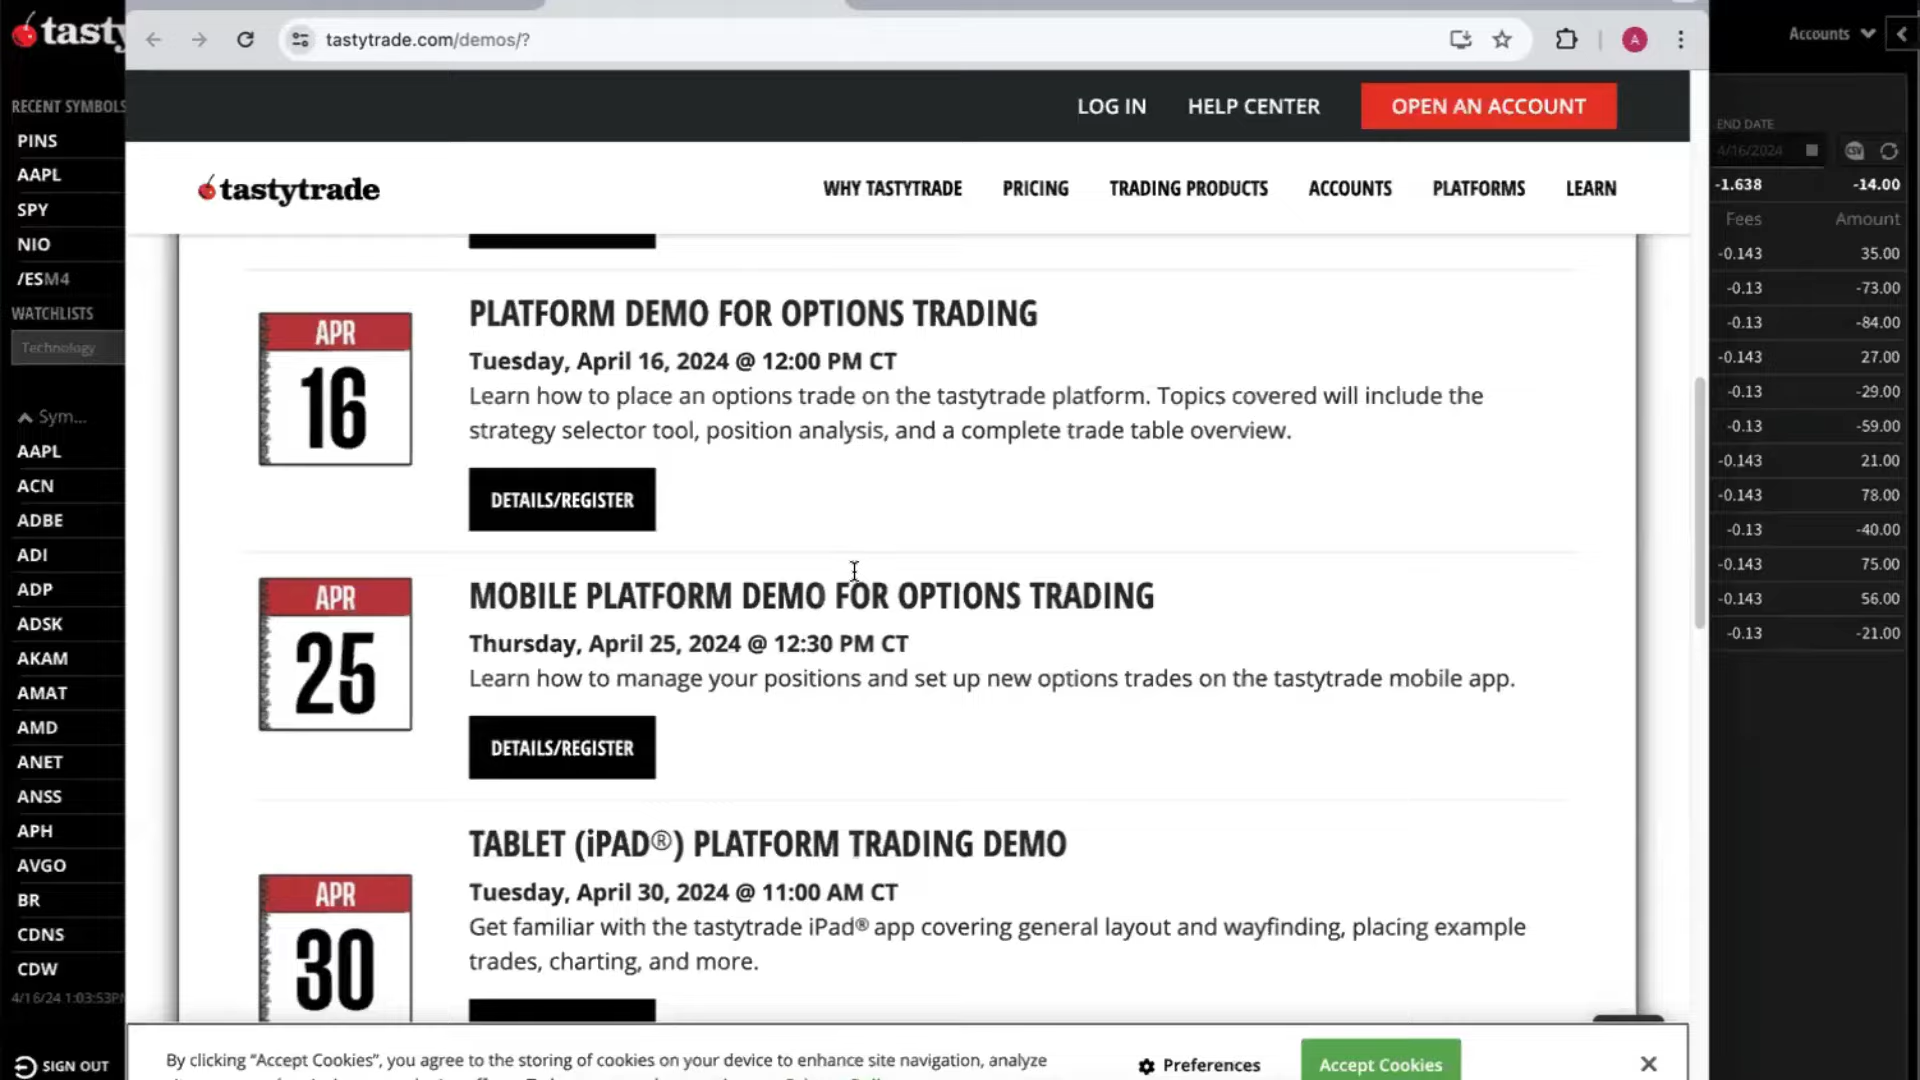 tasty
Accounts
tastytrade.com/demos/?
LOG IN
HELP CENTER
OPEN AN ACCOUNT
tastytrade
WHY TASTYTRADE
PRICING
TRADING PRODUCTS
ACCOUNTS
PLATFORMS
LEARN
A
RECENT SYMBOLS
PINS
AAPL
SPY
NIO
/ESM4
WATCHLISTS
Technology
Sym...
AAPL
ACN
ADBE
ADI
ADP
ADSK
AKAM
AMAT
AMD
ANET
ANSS
APH
AVGO
BR
CDNS
CDW
4/16/24 1:03:53P
SIGN OUT
APR
16
PLATFORM DEMO FOR OPTIONS TRADING
Tuesday, April 16, 2024 @ 12:00 PM CT
Learn how to place an options trade on the tastytrade platform. Topics covered will include the
strategy selector tool, position analysis, and a complete trade table overview.
DETAILS/REGISTER
APR
25
MOBILE PLATFORM DEMO FOR OPTIONS TRADING
Thursday, April 25, 2024 @ 12:30 PM CT
Learn how to manage your positions and set up new options trades on the tastytrade mobile app.
DETAILS/REGISTER
APR
30
TABLET (iPAD®) PLATFORM TRADING DEMO
Tuesday, April 30, 2024 @ 11:00 AM CT
Get familiar with the tastytrade iPad® app covering general layout and wayfinding, placing example
trades, charting, and more.
By clicking “Accept Cookies”, you agree to the storing of cookies on your device to enhance site navigation, analyze
Preferences
Accept Cookies
END DATE
4/16/2024
CSV
-1.638 -14.00
Fees Amount
-0.143 35.00
-0.13 -73.00
-0.13 -84.00
-0.143 27.00
-0.13 -29.00
-0.13 -59.00
-0.143 21.00
-0.143 78.00
-0.13 -40.00
-0.143 75.00
-0.143 56.00
-0.13 -21.00